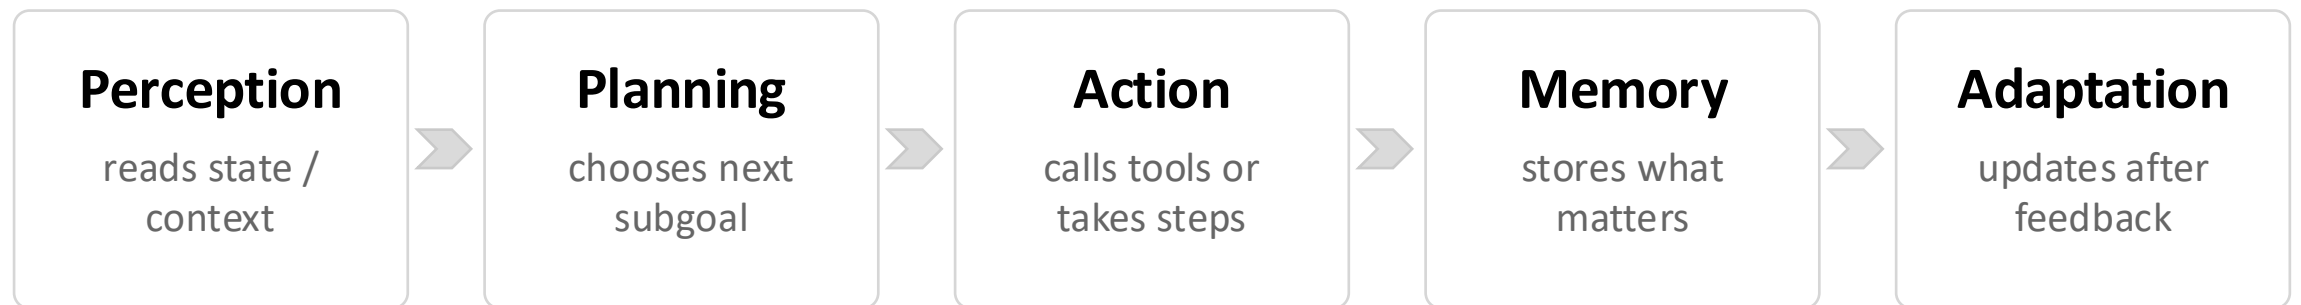 Perception
reads state /
context
Planning
chooses next
subgoal
Action
calls tools or
takes steps
Memory
stores what
matters
Adaptation
updates after
feedback